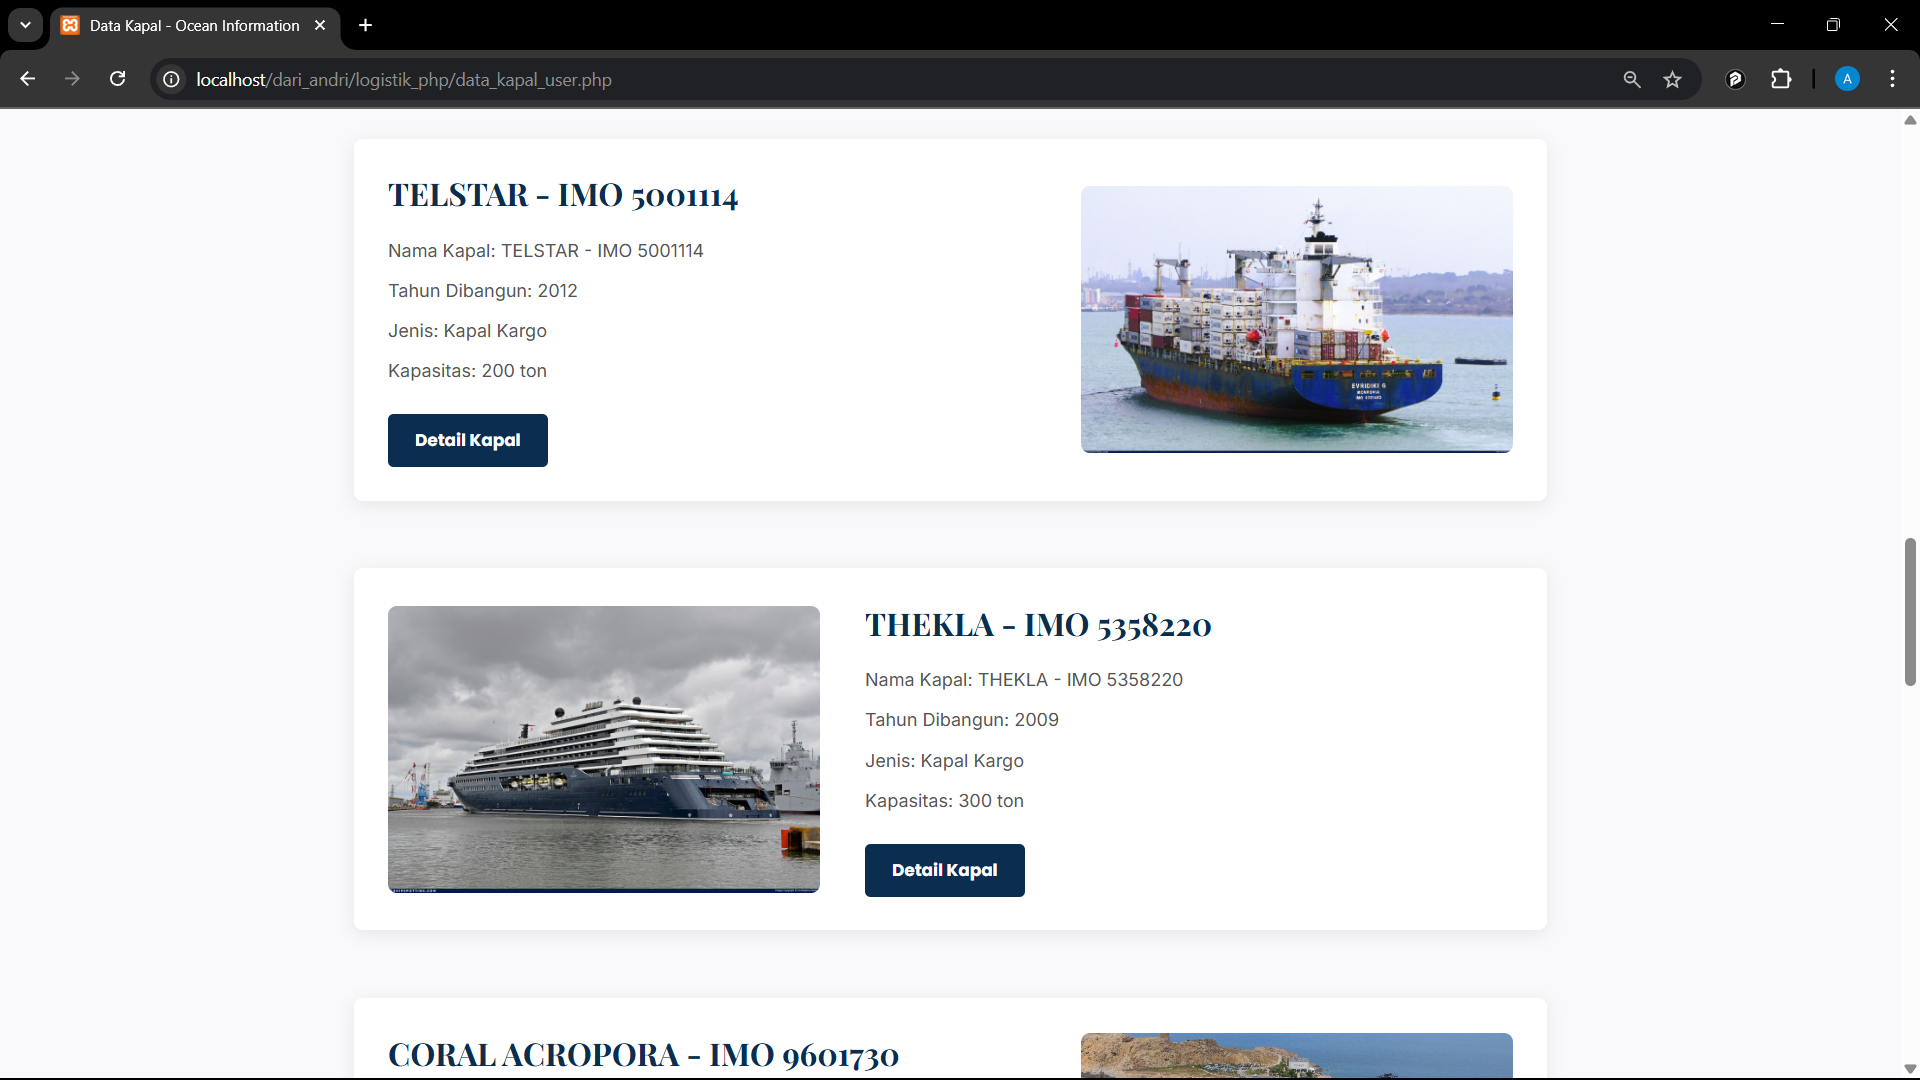 Data Kapal - Ocean Information
localhost/dari_andri/logistik_php/data_kapal_user.php
A
TELSTAR - IMO 5001114
Nama Kapal: TELSTAR - IMO 5001114
Tahun Dibangun: 2012
Jenis: Kapal Kargo
Kapasitas: 200 ton
Detail Kapal
EVRIDIKI G
MONROVIA
THEKLA - IMO 5358220
Nama Kapal: THEKLA - IMO 5358220
Tahun Dibangun: 2009
Jenis: Kapal Kargo
Kapasitas: 300 ton
Detail Kapal
CORAL ACROPORA - IMO 9601730